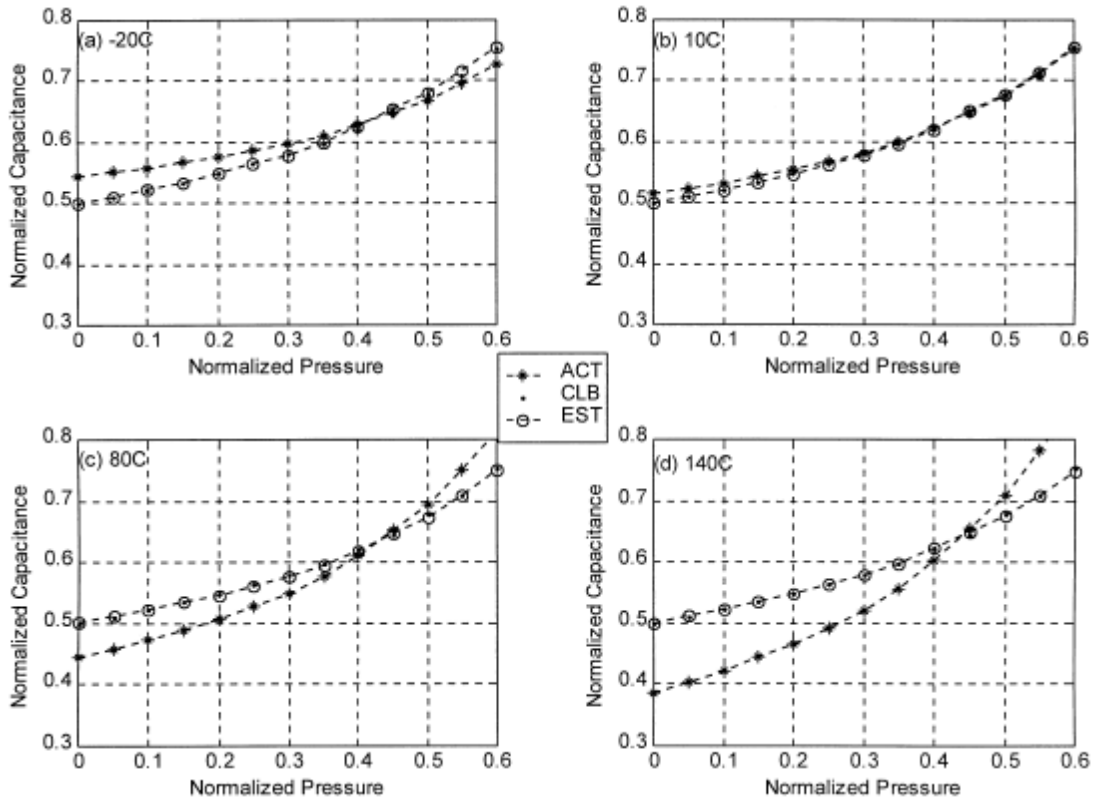 0.8
(a) -20C
0.7
0.6
0.5
0.4
0.3
Normalized Capacitance
0 0.1 0.2 0.3 0.4 0.5 0.6
Normalized Pressure
0.8
(b) 10C
0.7
0.6
0.5
0.4
0.3
Normalized Capacitance
0 0.1 0.2 0.3 0.4 0.5 0.6
Normalized Pressure
ACT
CLB
EST
0.8
(c) 80C
0.7
0.6
0.5
0.4
0.3
Normalized Capacitance
0 0.1 0.2 0.3 0.4 0.5 0.6
Normalized Pressure
0.8
(d) 140C
0.7
0.6
0.5
0.4
0.3
Normalized Capacitance
0 0.1 0.2 0.3 0.4 0.5 0.6
Normalized Pressure